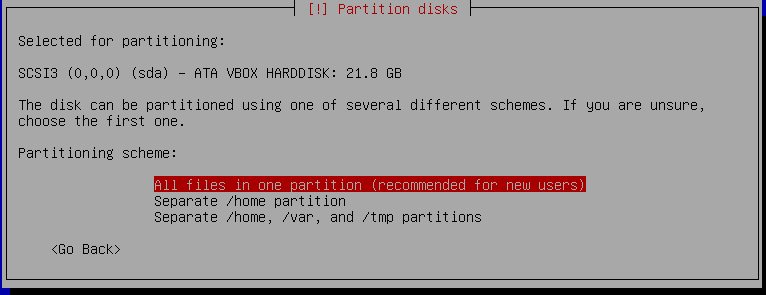 [!] Partition disks
Selected for partitioning:
SCSI3 (0,0,0) (sda) - ATA VBOX HARDDISK: 21.8 GB
The disk can be partitioned using one of several different schemes. If you are unsure,
choose the first one.
Partitioning scheme:
All files in one partition (recommended for new users)
Separate /home partition
Separate /home, /var, and /tmp partitions
<Go Back>